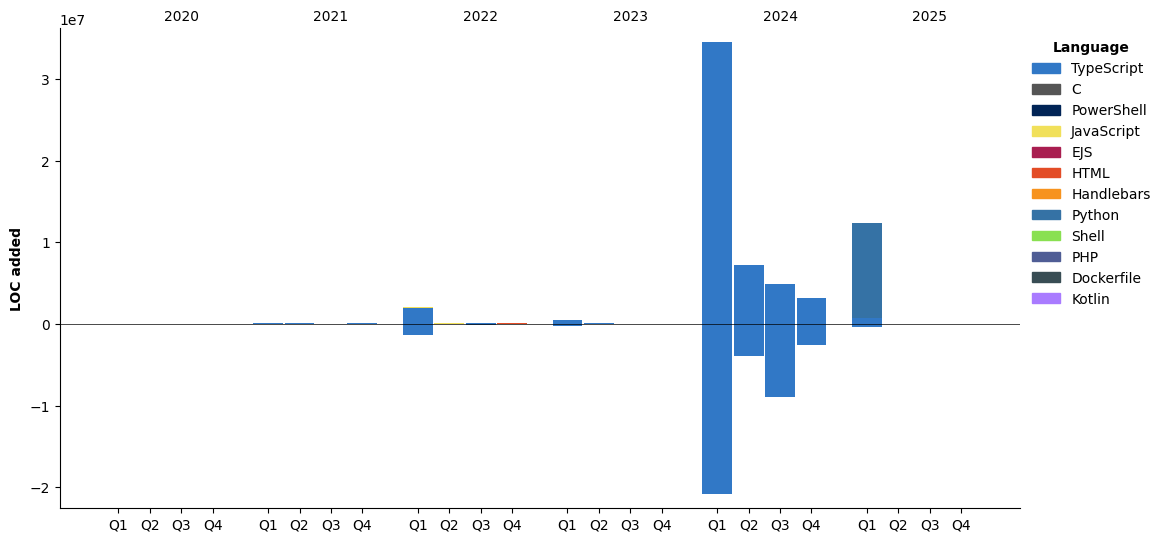 1e7
2020 2021 2022 2023 2024 2025
3
2
1
0
−1
−2
LOC added
Q1 Q2 Q3 Q4 Q1 Q2 Q3 Q4 Q1 Q2 Q3 Q4 Q1 Q2 Q3 Q4 Q1 Q2 Q3 Q4 Q1 Q2 Q3 Q4
Language
TypeScript
C
PowerShell
JavaScript
EJS
HTML
Handlebars
Python
Shell
PHP
Dockerfile
Kotlin